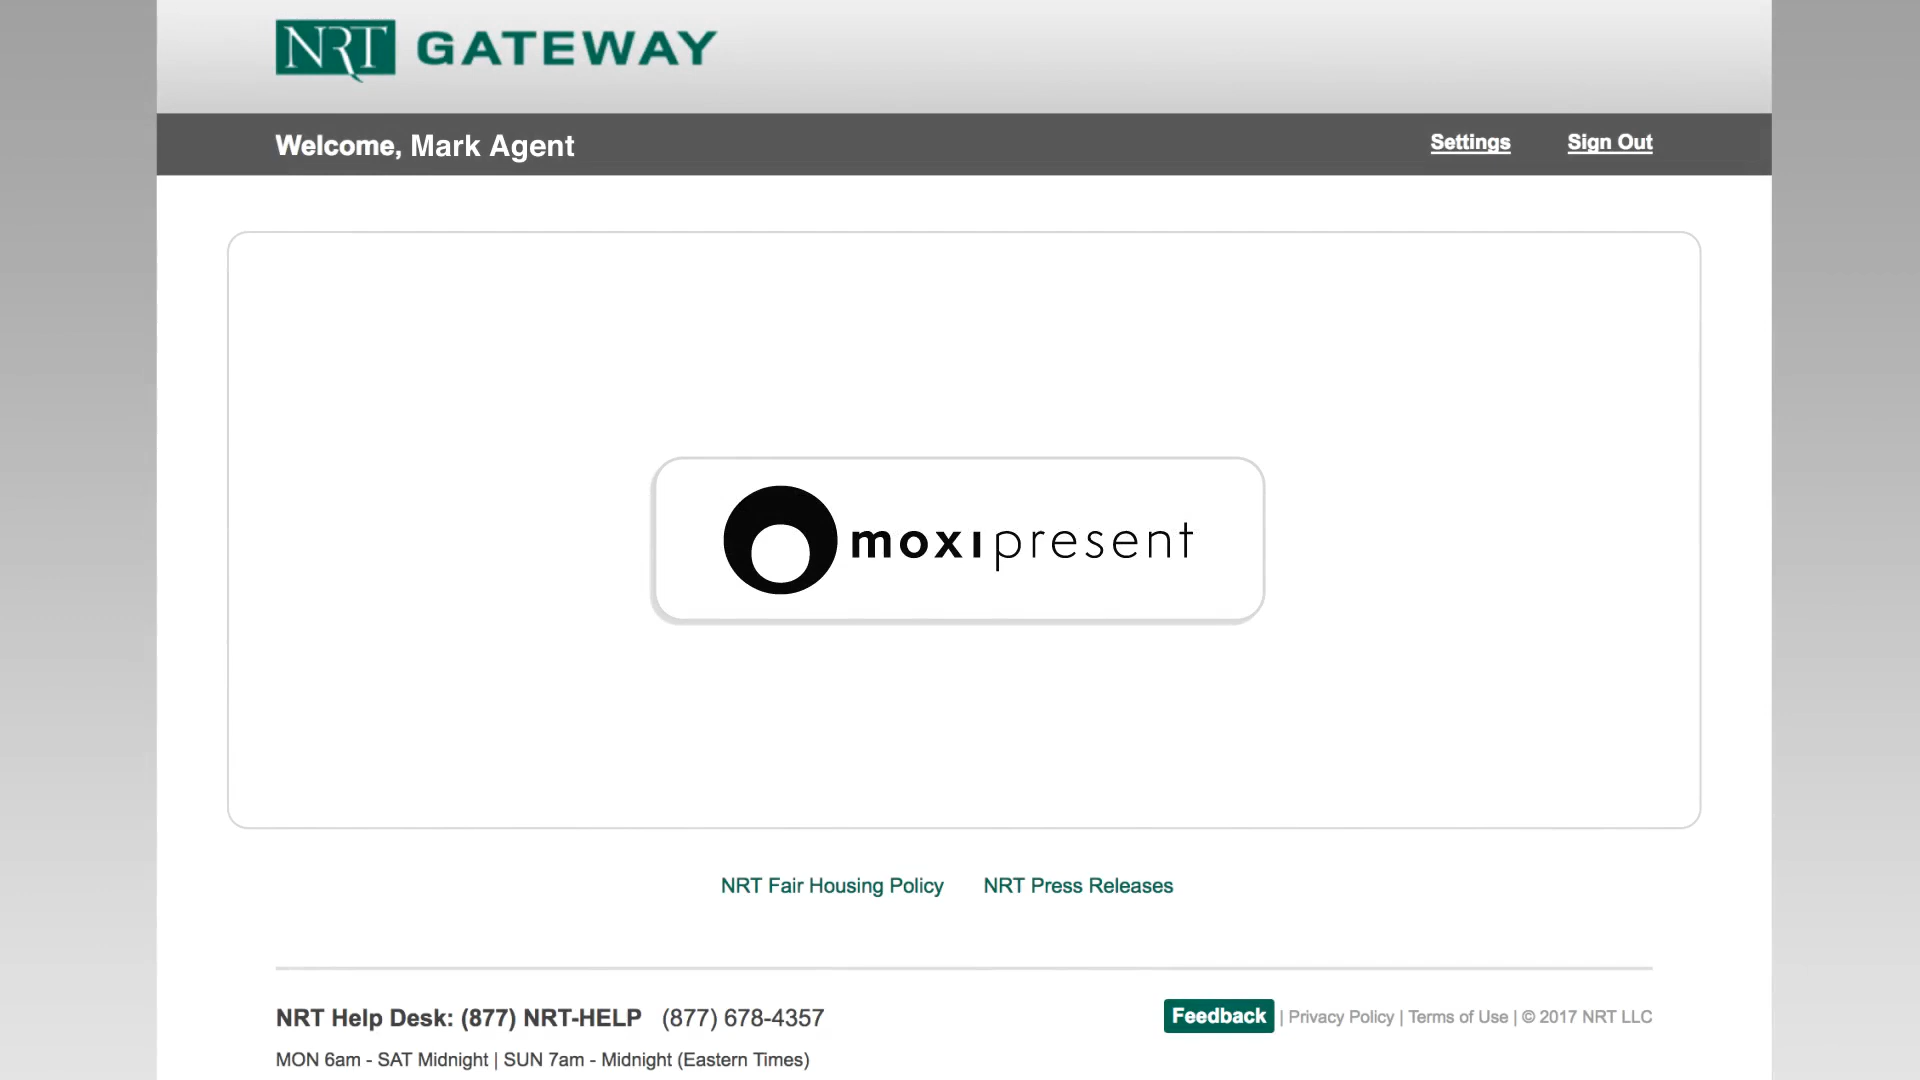 NRT GATEWAY
Welcome, Mark Agent
Settings Sign Out
moxipresent
NRT Fair Housing Policy NRT Press Releases
NRT Help Desk: (877) NRT-HELP (877) 678-4357
Feedback | Privacy Policy | Terms of Use | © 2017 NRT LLC
MON 6am - SAT Midnight | SUN 7am - Midnight (Eastern Times)